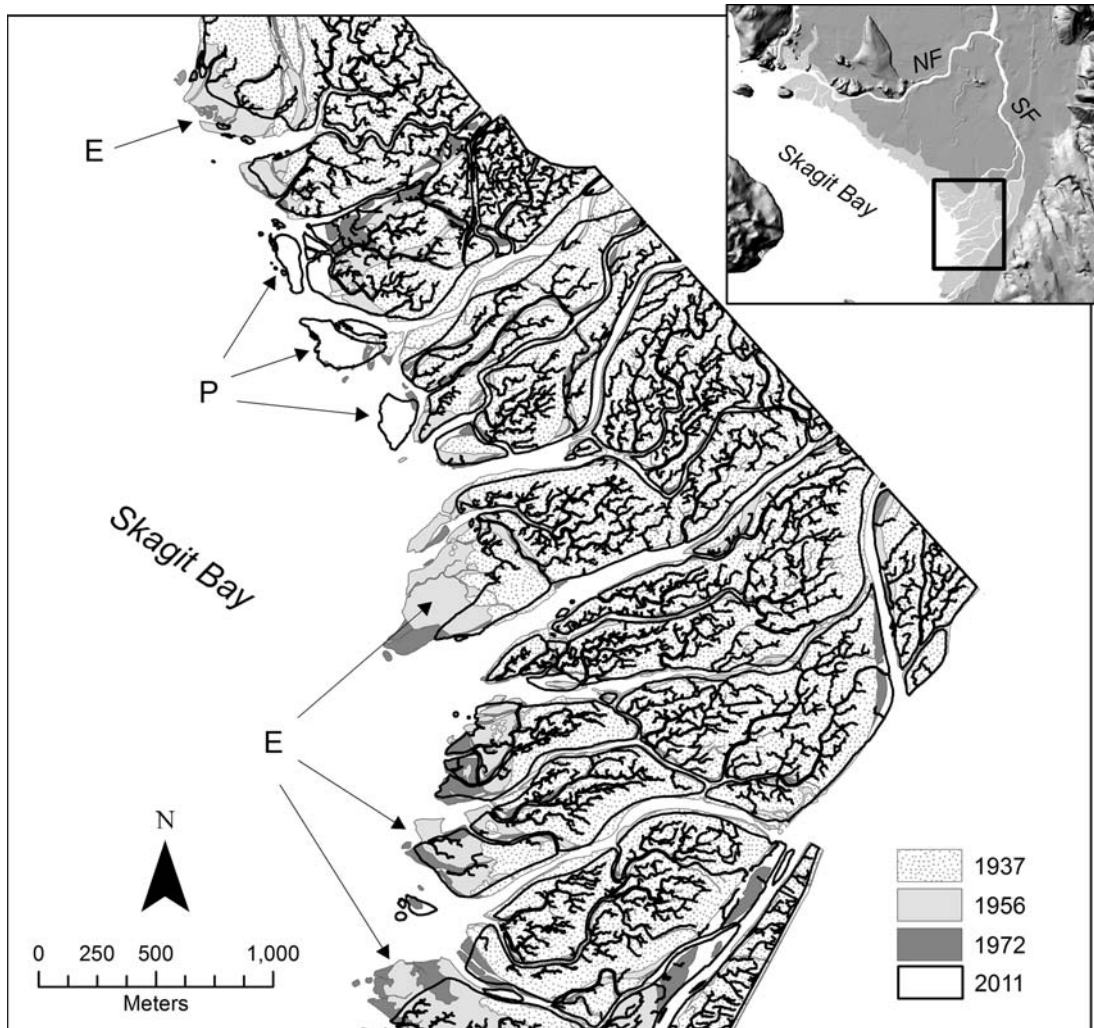 NF
SF
Skagit Bay
E
P
Skagit Bay
E
N
0 250 500 1,000
Meters
1937
1956
1972
2011